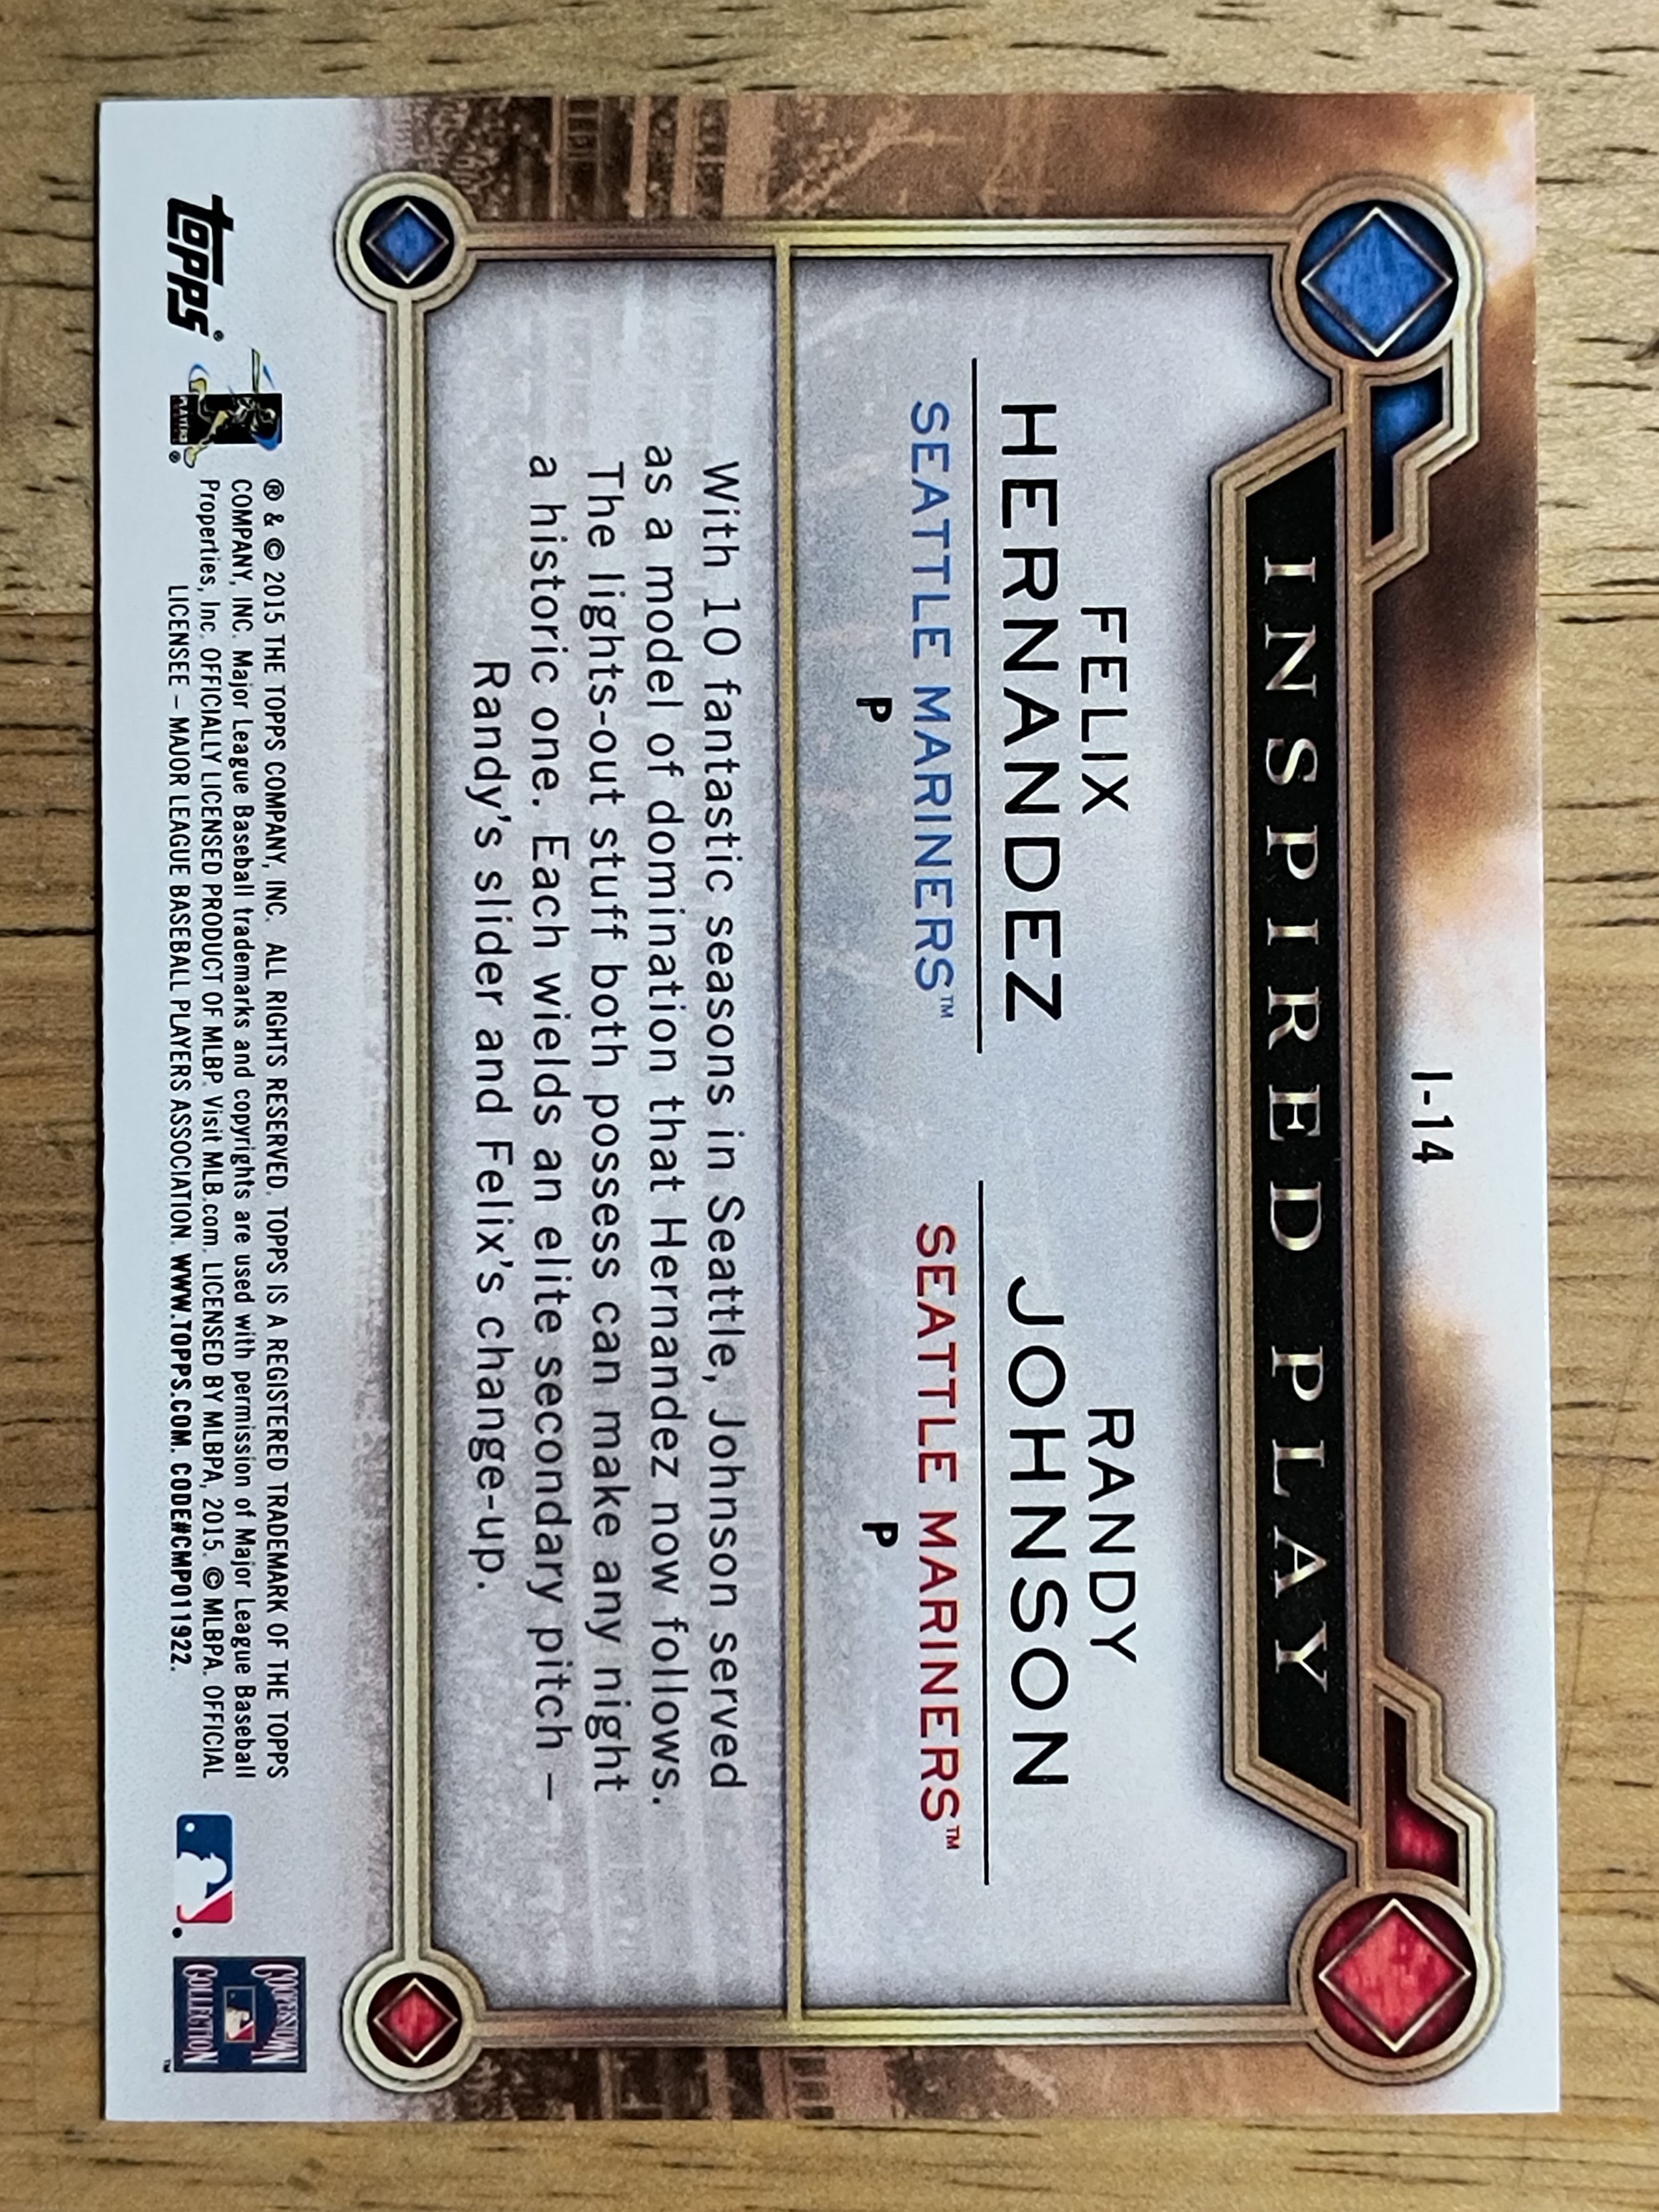 I-14
INSPIRED PLAY
FELIX
HERNANDEZ
SEATTLE MARINERS™
P
RANDY
JOHNSON
SEATTLE MARINERS™
P
With 10 fantastic seasons in Seattle, Johnson served
as a model of domination that Hernandez now follows.
The lights-out stuff both possess can make any night
a historic one. Each wields an elite secondary pitch –
Randy's slider and Felix's change-up.
topps®
PLAYERS ®
® & © 2015 THE TOPPS COMPANY, INC. ALL RIGHTS RESERVED. TOPPS IS A REGISTERED TRADEMARK OF THE TOPPS
COMPANY, INC. Major League Baseball trademarks and copyrights are used with permission of Major League Baseball
Properties, Inc. OFFICIALLY LICENSED PRODUCT OF MLBP. Visit MLB.com. LICENSED BY MLBPA, 2015. © MLBPA. OFFICIAL
LICENSEE – MAJOR LEAGUE BASEBALL PLAYERS ASSOCIATION. WWW.TOPPS.COM. CODE#CMP011922.
COOPERSTOWN
COLLECTION™